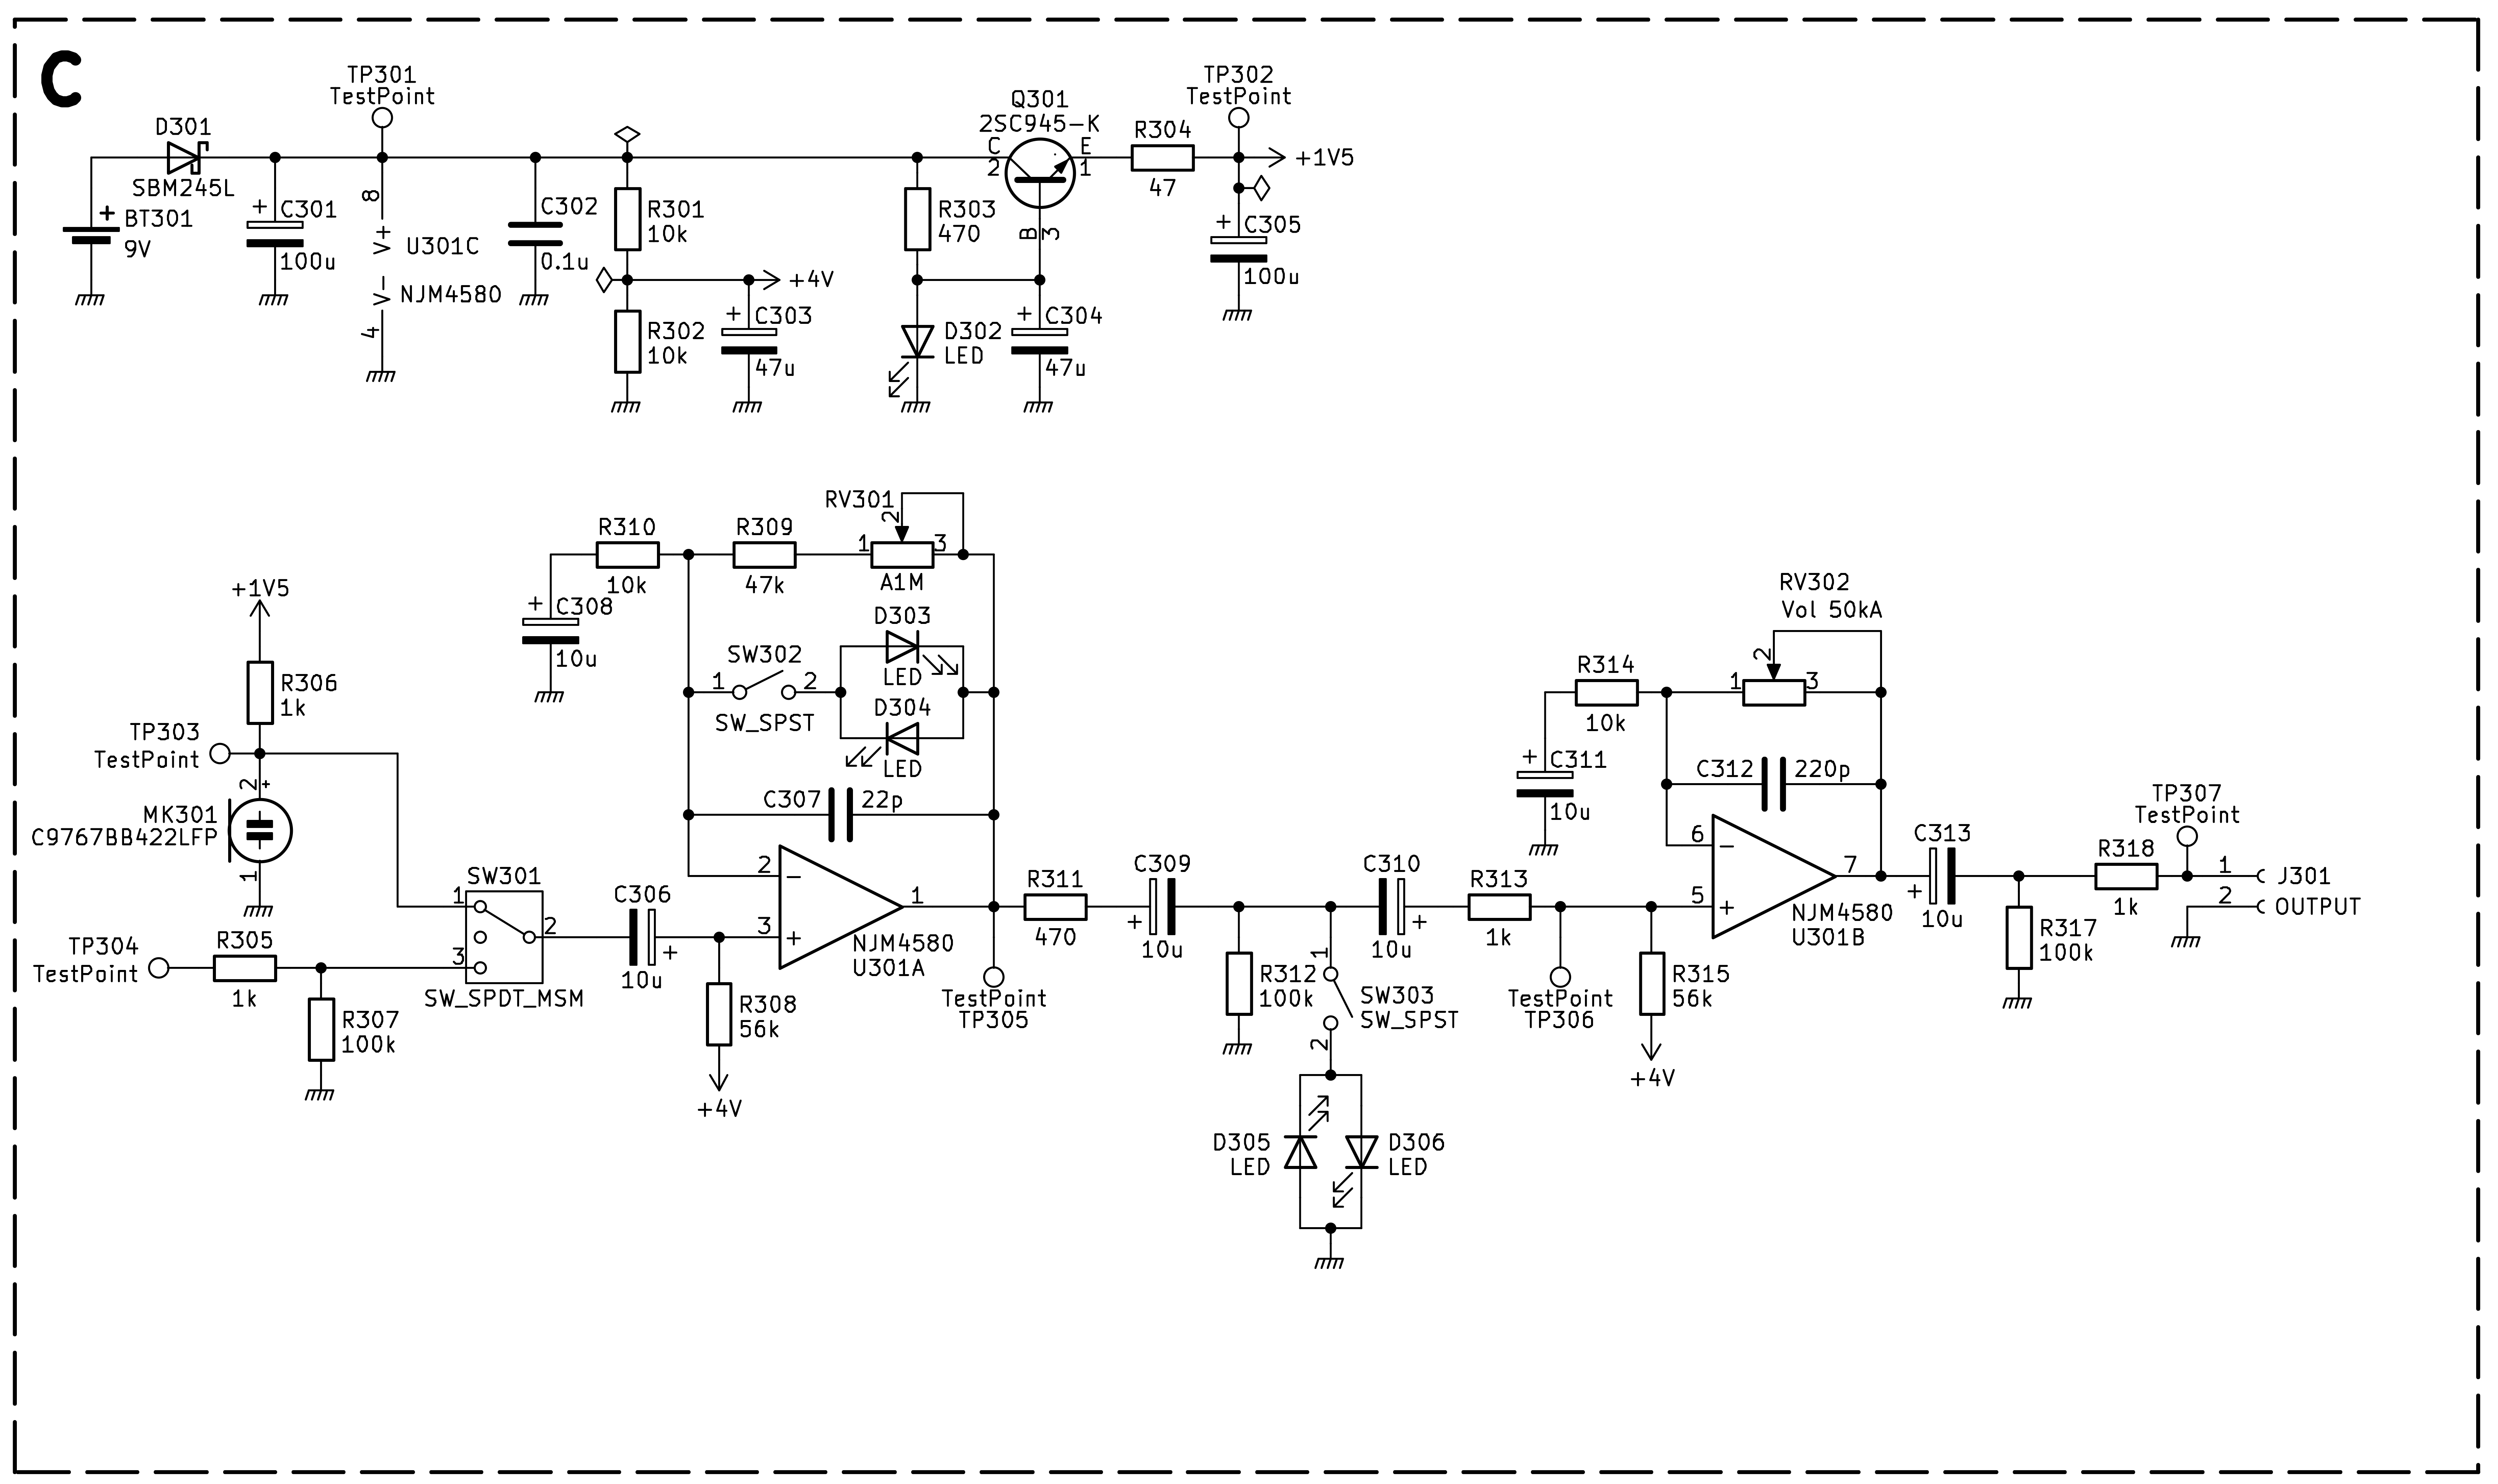 C
TP301
TestPoint
TP302
TestPoint
Q301
2SC945-K
D301
SBM245L
C
2
E
1
R304
47
+1V5
8
V+
U301C
V-
NJM4580
4
+
BT301
9V
+
C301
100u
C302
0.1u
R301
10k
R303
470
B
3
+
C305
100u
+4V
R302
10k
+
C303
47u
D302
LED
+
C304
47u
RV301
2
R310
10k
R309
47k
1
3
A1M
+1V5
+
C308
10u
D303
LED
SW302
1
2
SW_SPST
D304
LED
RV302
Vol 50kA
2
R314
10k
1
3
R306
1k
TP303
TestPoint
2
+
MK301
C9767BB422LFP
1
C307
22p
+
C311
10u
C312
220p
TP307
TestPoint
SW301
1
2
3
SW_SPDT_MSM
C306
+
10u
2
-
3
+
1
NJM4580
U301A
R311
470
C309
+
10u
C310
+
10u
R313
1k
6
-
5
+
7
NJM4580
U301B
C313
+
10u
R318
1k
1
2
J301
OUTPUT
TP304
TestPoint
R305
1k
R307
100k
R308
56k
+4V
TestPoint
TP305
R312
100k
1
SW303
SW_SPST
2
TestPoint
TP306
R315
56k
+4V
R317
100k
D305
LED
D306
LED